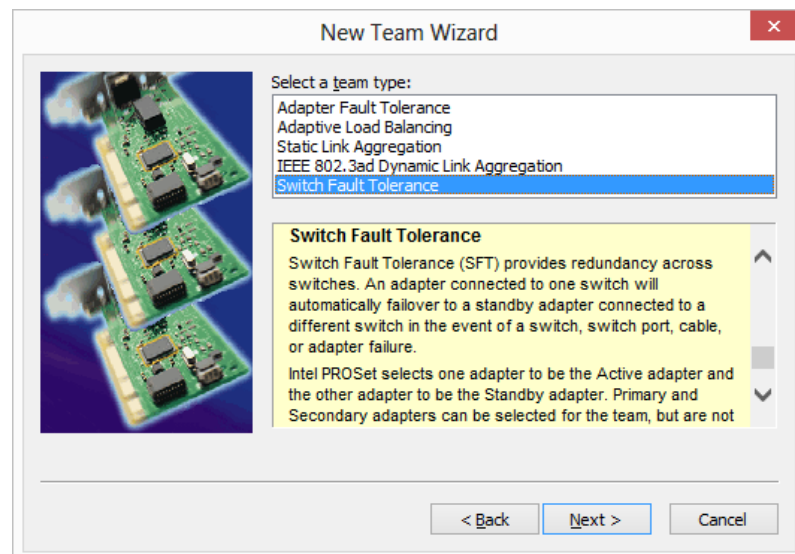 New Team Wizard
Select a team type:
Adapter Fault Tolerance
Adaptive Load Balancing
Static Link Aggregation
IEEE 802.3ad Dynamic Link Aggregation
Switch Fault Tolerance
Switch Fault Tolerance
Switch Fault Tolerance (SFT) provides redundancy across
switches. An adapter connected to one switch will
automatically failover to a standby adapter connected to a
different switch in the event of a switch, switch port, cable,
or adapter failure.
Intel PROSet selects one adapter to be the Active adapter and
the other adapter to be the Standby adapter. Primary and
Secondary adapters can be selected for the team, but are not
< Back
Next >
Cancel